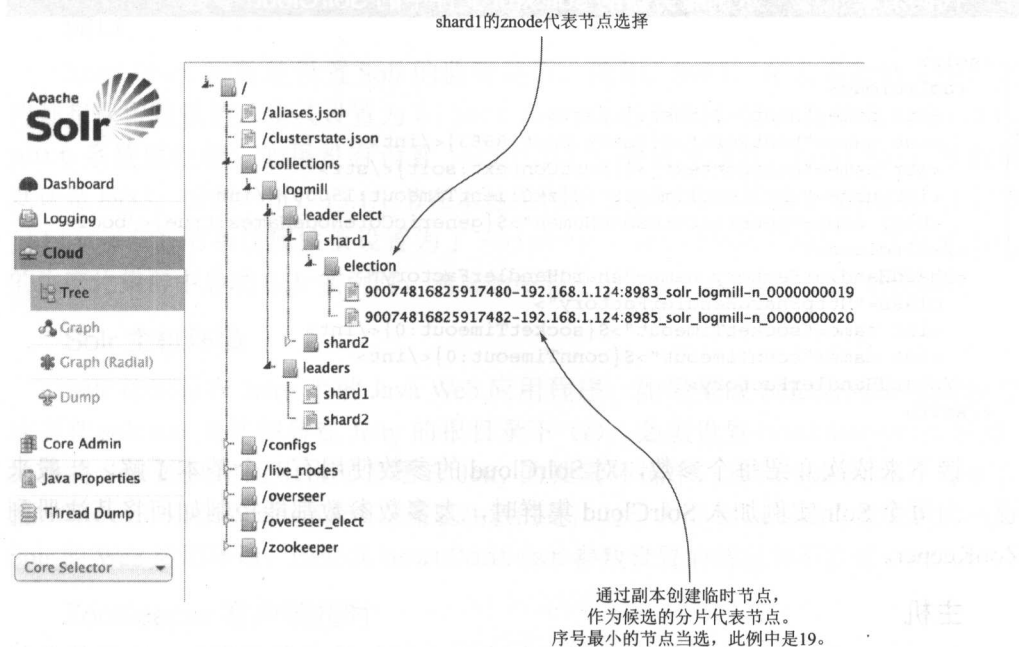 shard1的znode代表节点选择
Apache
Solr
Dashboard
Logging
Cloud
Tree
Graph
Graph (Radial)
Dump
Core Admin
Java Properties
Thread Dump
Core Selector
/
/aliases.json
/clusterstate.json
/collections
logmill
leader_elect
shard1
election
90074816825917480-192.168.1.124:8983_solr_logmill-n_0000000019
90074816825917482-192.168.1.124:8985_solr_logmill-n_0000000020
shard2
leaders
shard1
shard2
/configs
/live_nodes
/overseer
/overseer_elect
/zookeeper
通过副本创建临时节点，
作为候选的分片代表节点。
序号最小的节点当选，此例中是19。